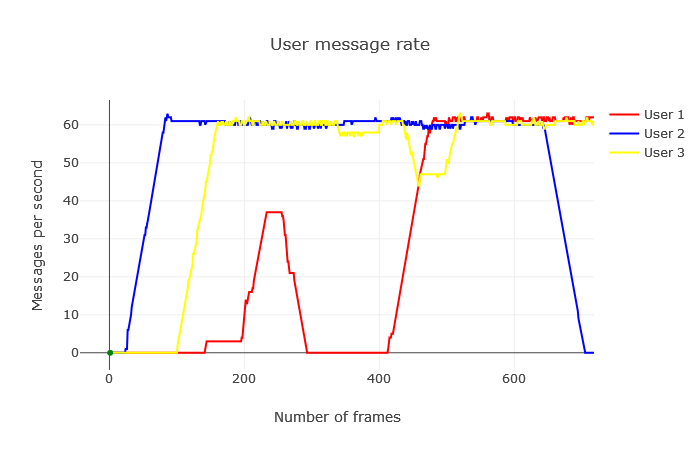 User message rate
Messages per second
60
50
40
30
20
10
0
0 200 400 600
Number of frames
User 1
User 2
User 3